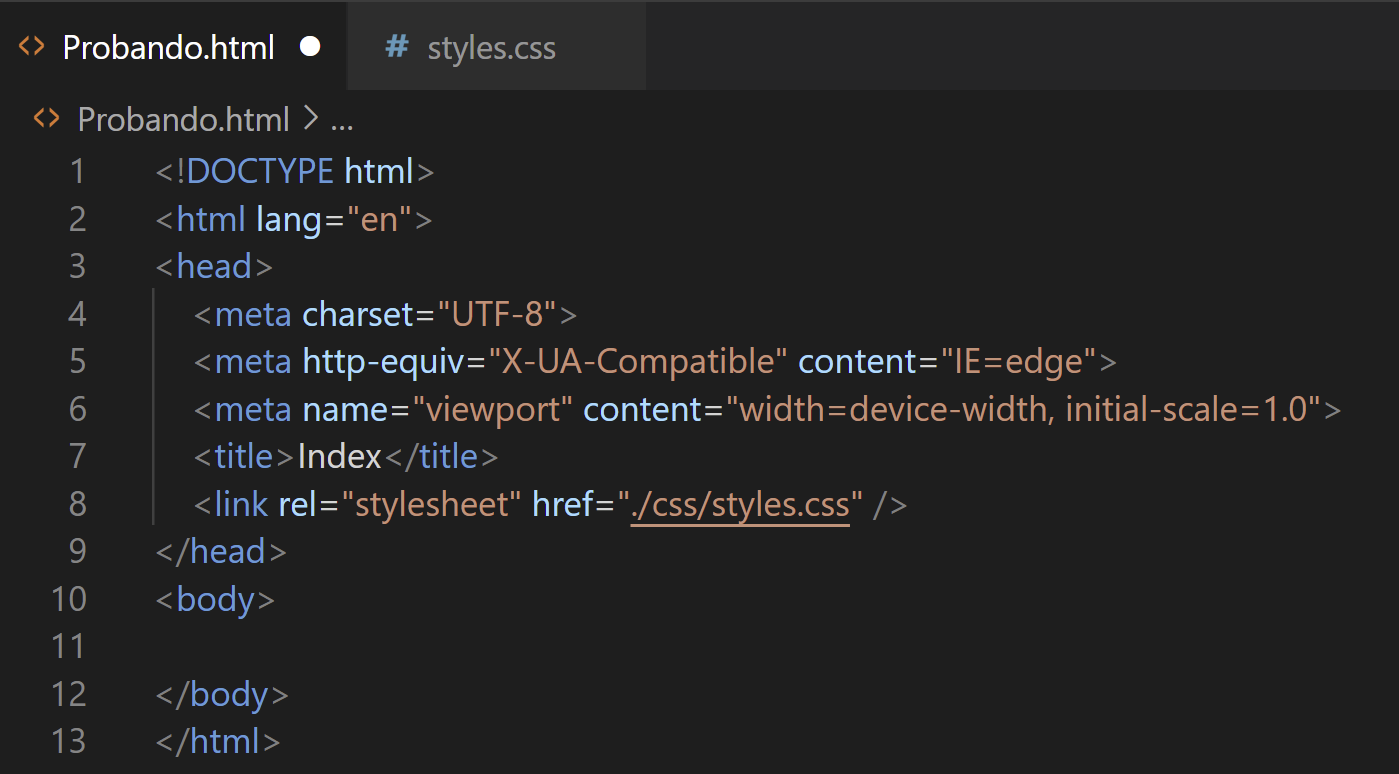 Probando.html styles.css
Probando.html > ...
1 <!DOCTYPE html>
2 <html lang="en">
3 <head>
4 <meta charset="UTF-8">
5 <meta http-equiv="X-UA-Compatible" content="IE=edge">
6 <meta name="viewport" content="width=device-width, initial-scale=1.0">
7 <title>Index</title>
8 <link rel="stylesheet" href="./css/styles.css" />
9 </head>
10 <body>
11
12 </body>
13 </html>